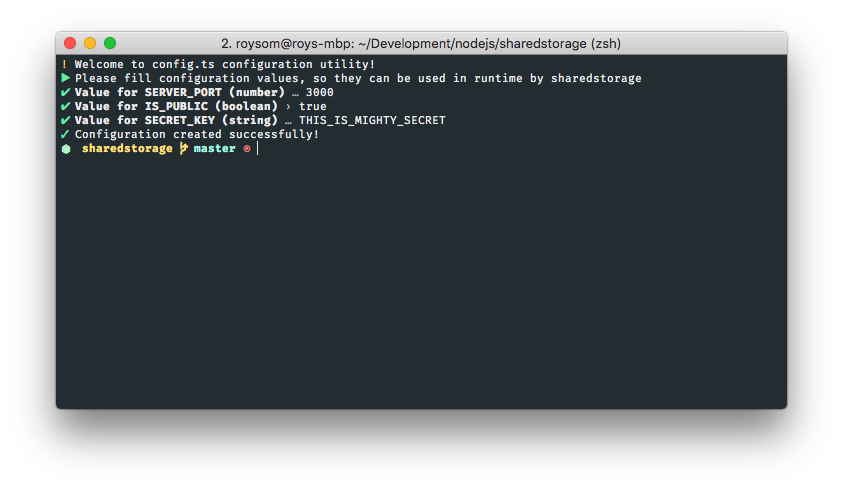 2. roysom@roys-mbp: ~/Development/nodejs/sharedstorage (zsh)
! Welcome to config.ts configuration utility!
▶ Please fill configuration values, so they can be used in runtime by sharedstorage
✔ Value for SERVER_PORT (number) … 3000
✔ Value for IS_PUBLIC (boolean) › true
✔ Value for SECRET_KEY (string) … THIS_IS_MIGHTY_SECRET
✓ Configuration created successfully!
⬢ sharedstorage master ⊙